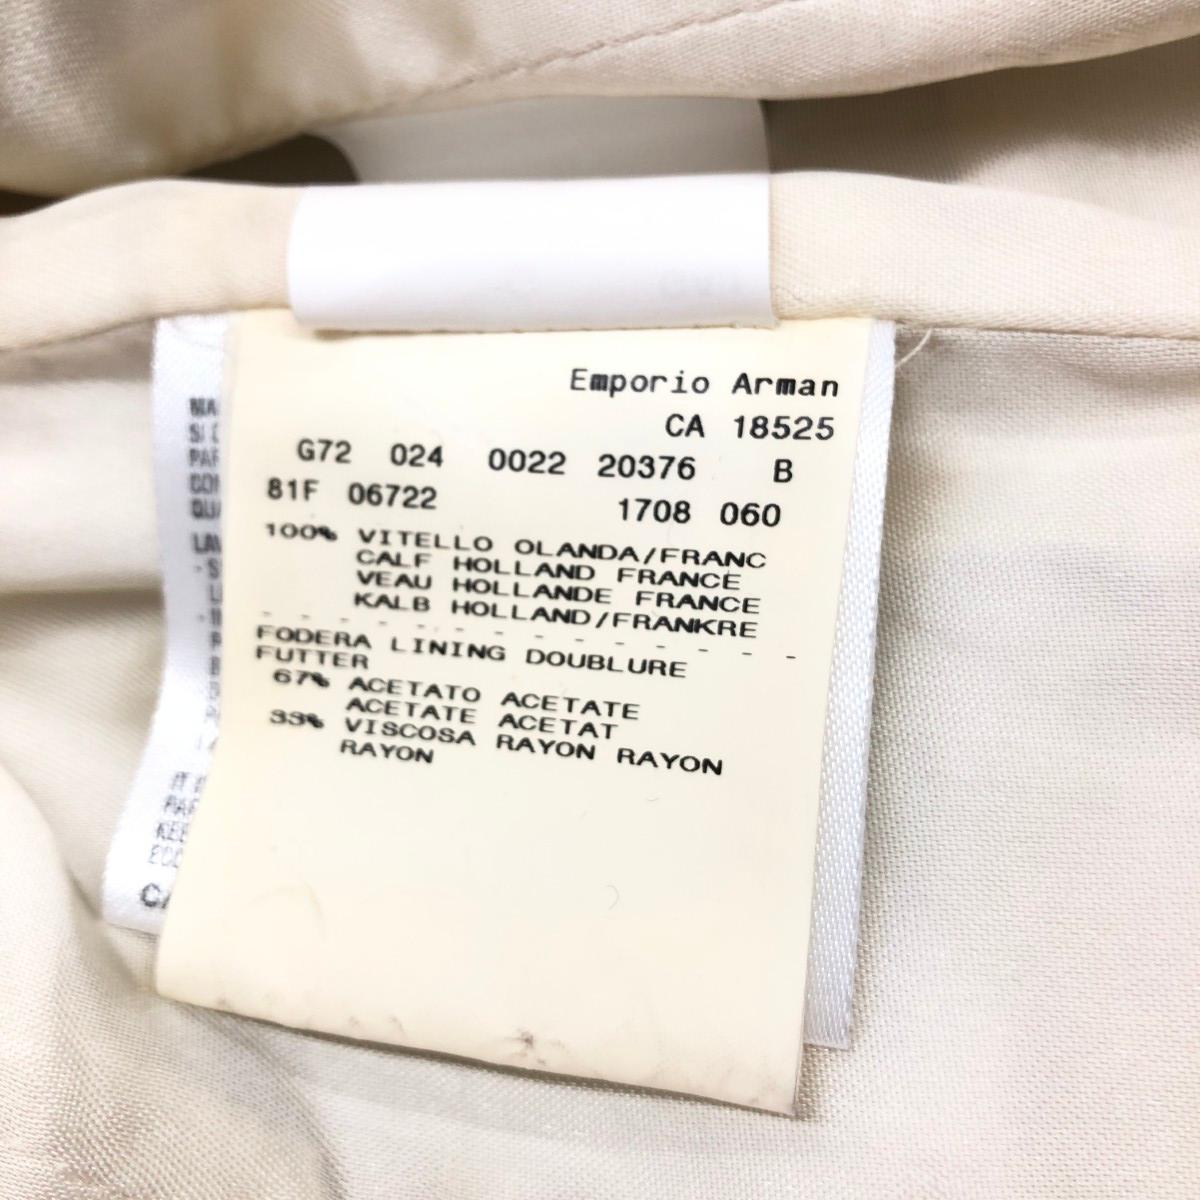 Emporio Arman
CA 18525
G72 024 0022 20376 B
81F 06722 1708 060
100% VITELLO OLANDA/FRANC
CALF HOLLAND FRANCE
VEAU HOLLANDE FRANCE
KALB HOLLAND/FRANKRE
- - - - - - - - - - - - - -
FODERA LINING DOUBLURE
FUTTER
67% ACETATO ACETATE
ACETATE ACETAT
33% VISCOSA RAYON RAYON
RAYON